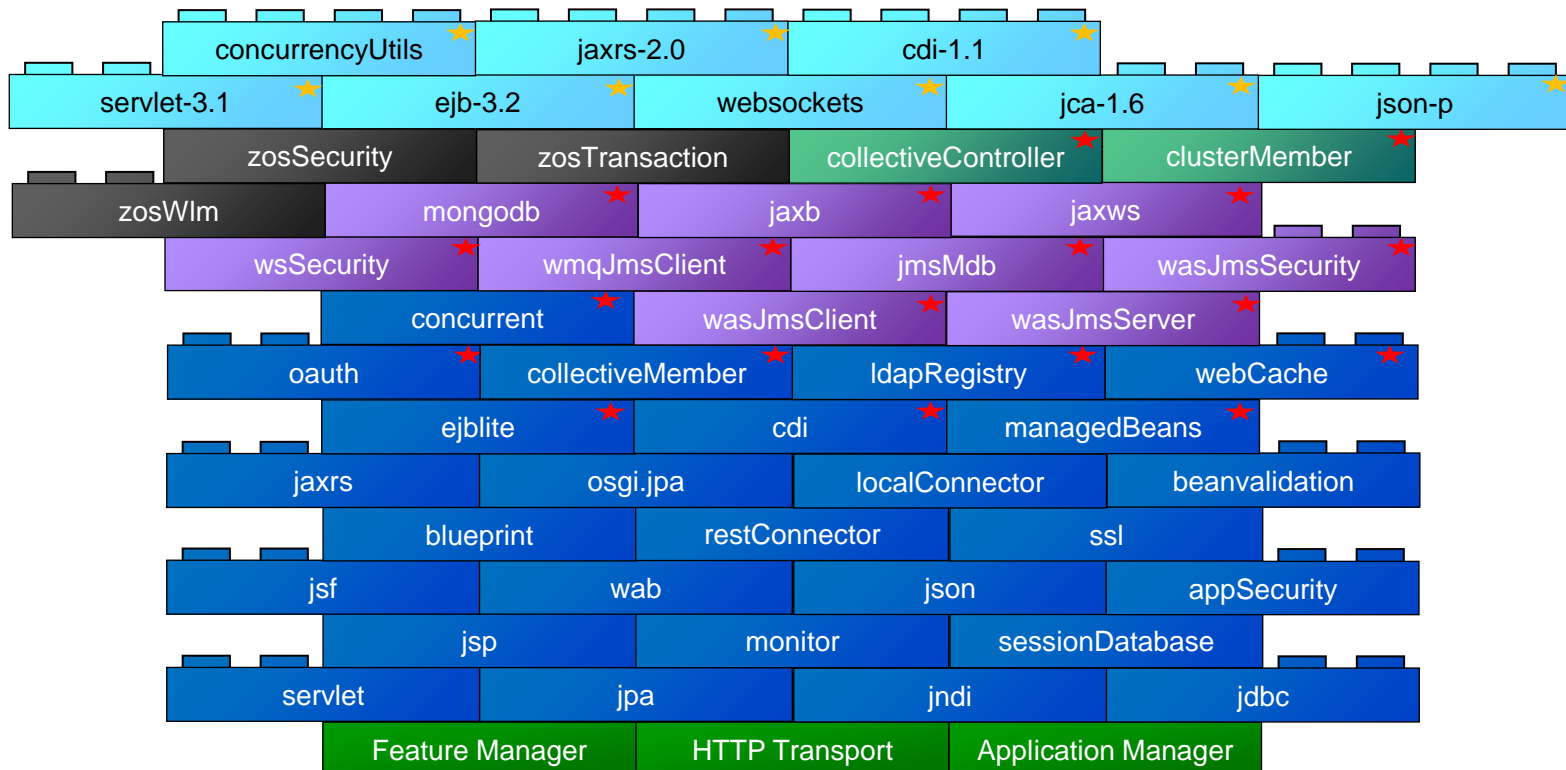 concurrencyUtils jaxrs-2.0 cdi-1.1
servlet-3.1 ejb-3.2 websockets jca-1.6 json-p
zosSecurity zosTransaction collectiveController clusterMember
zosWlm mongodb jaxb jaxws
wsSecurity wmqJmsClient jmsMdb wasJmsSecurity
concurrent wasJmsClient wasJmsServer
oauth collectiveMember ldapRegistry webCache
ejblite cdi managedBeans
jaxrs osgi.jpa localConnector beanvalidation
blueprint restConnector ssl
jsf wab json appSecurity
jsp monitor sessionDatabase
servlet jpa jndi jdbc
Feature Manager HTTP Transport Application Manager